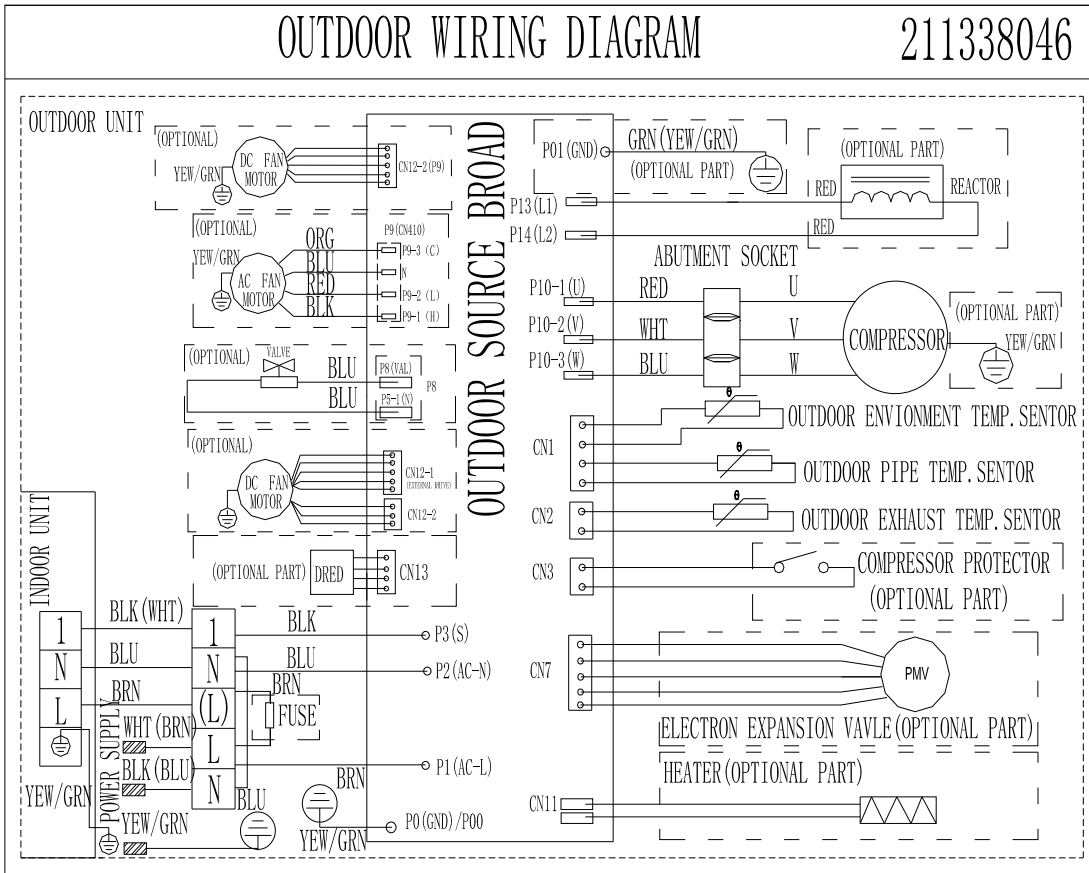 OUTDOOR WIRING DIAGRAM
211338046
OUTDOOR UNIT
(OPTIONAL)
DC FAN
MOTOR
YEW/GRN
CN12-2(P9)
(OPTIONAL)
YEW/GRN
AC FAN
MOTOR
ORG
BLU
RED
BLK
P9(CN410)
P9-3 (C)
N
P9-2 (L)
P9-1 (H)
(OPTIONAL)
VALVE
BLU
BLU
P8(VAL)
P5-1(N)
P8
(OPTIONAL)
DC FAN
MOTOR
CN12-1
(EXTERNAL DRIVE)
CN12-2
(OPTIONAL PART)
DRED
CN13
OUTDOOR SOURCE BROAD
INDOOR UNIT
1
N
L
BLK(WHT)
BLU
BRN
WHT(BRN)
BLK(BLU)
YEW/GRN
YEW/GRN
POWER SUPPLY
1
N
(L)
L
N
BLK
BLU
BRN
FUSE
BLU
BRN
YEW/GRN
P3(S)
P2(AC-N)
P1(AC-L)
P0(GND)/P00
P01(GND)
GRN(YEW/GRN)
(OPTIONAL PART)
(OPTIONAL PART)
RED
REACTOR
RED
P13(L1)
P14(L2)
ABUTMENT SOCKET
P10-1(U)
RED
U
P10-2(V)
WHT
V
P10-3(W)
BLU
W
COMPRESSOR
(OPTIONAL PART)
YEW/GRN
CN1
θ
OUTDOOR ENVIONMENT TEMP.SENTOR
θ
OUTDOOR PIPE TEMP.SENTOR
CN2
θ
OUTDOOR EXHAUST TEMP.SENTOR
CN3
COMPRESSOR PROTECTOR
(OPTIONAL PART)
CN7
PMV
ELECTRON EXPANSION VAVLE(OPTIONAL PART)
HEATER(OPTIONAL PART)
CN11